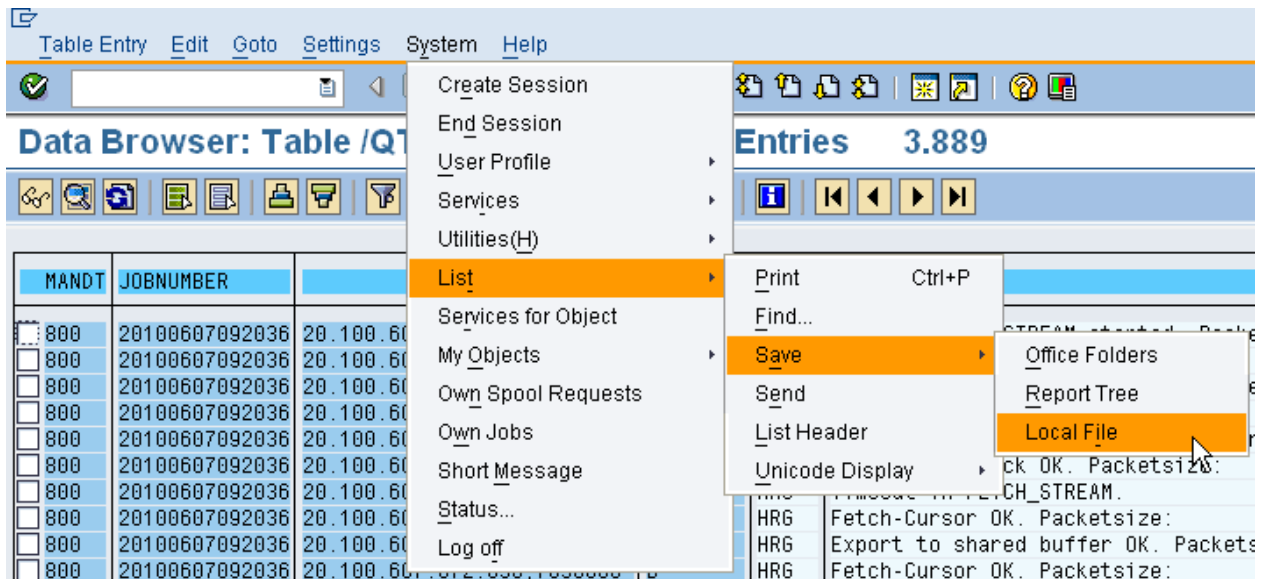 Table Entry Edit Goto Settings System Help
Data Browser: Table /QT Entries 3.889
Create Session
End Session
User Profile
Services
Utilities(H)
List
Services for Object
My Objects
Own Spool Requests
Own Jobs
Short Message
Status...
Log off
Print Ctrl+P
Find...
Save
Send
List Header
Unicode Display
Office Folders
Report Tree
Local File
MANDT JOBNUMBER
800 20100607092036 20.100.60
800 20100607092036 20.100.60
800 20100607092036 20.100.60
800 20100607092036 20.100.60
800 20100607092036 20.100.60
800 20100607092036 20.100.60 CH_STREAM.
800 20100607092036 20.100.60 HRG Fetch-Cursor OK. Packetsize:
800 20100607092036 20.100.60 HRG Export to shared buffer OK. Packets
800 20100607092036 20.100.60 HRG Fetch-Cursor OK. Packetsize: